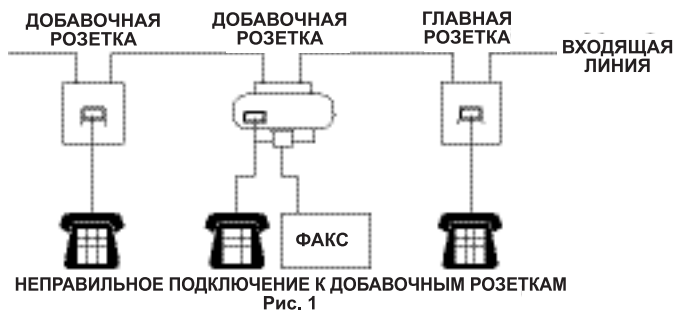 ДОБАВОЧНАЯ
РОЗЕТКА
ДОБАВОЧНАЯ
РОЗЕТКА
ГЛАВНАЯ
РОЗЕТКА
ВХОДЯЩАЯ
ЛИНИЯ
ФАКС
НЕПРАВИЛЬНОЕ ПОДКЛЮЧЕНИЕ К ДОБАВОЧНЫМ РОЗЕТКАМ
Рис, 1